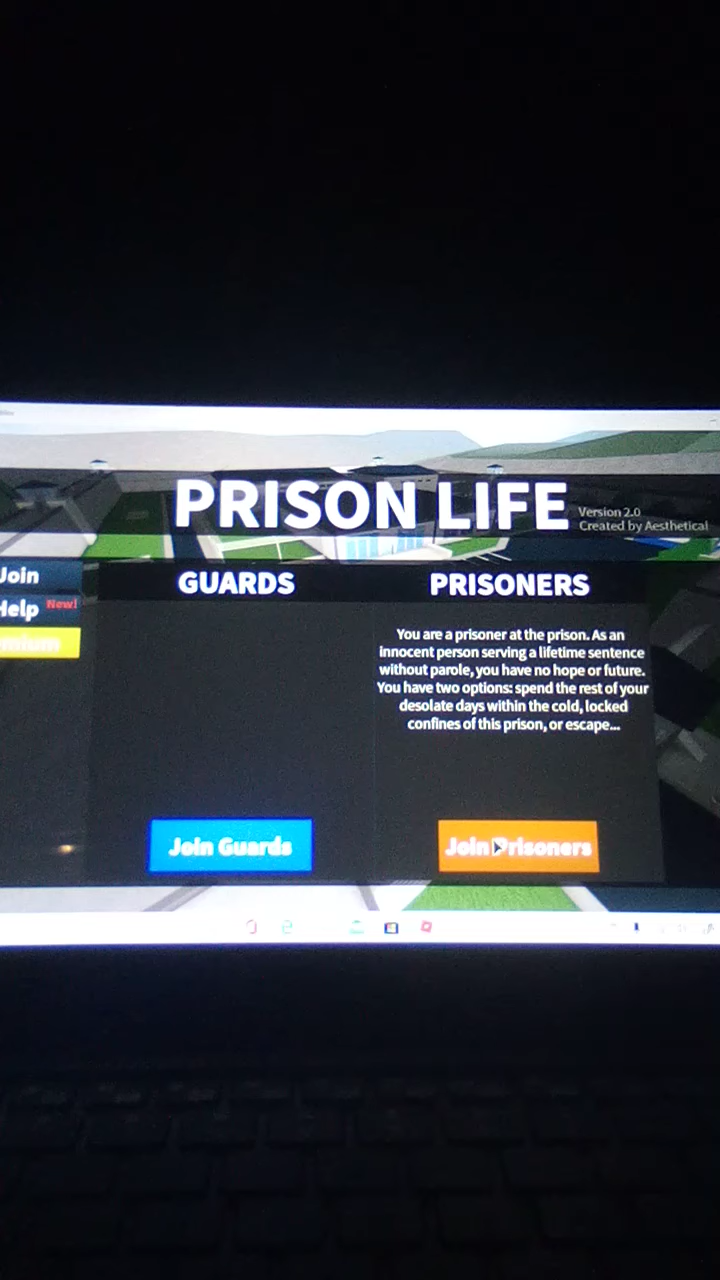 PRISON LIFE
Version 2.0
Created by Aesthetical
Join
Help New!
GUARDS
PRISONERS
You are a prisoner at the prison. As an
innocent person serving a lifetime sentence
without parole, you have no hope or future.
You have two options: spend the rest of your
desolate days within the cold, locked
confines of this prison, or escape...
Join Guards
Join Prisoners